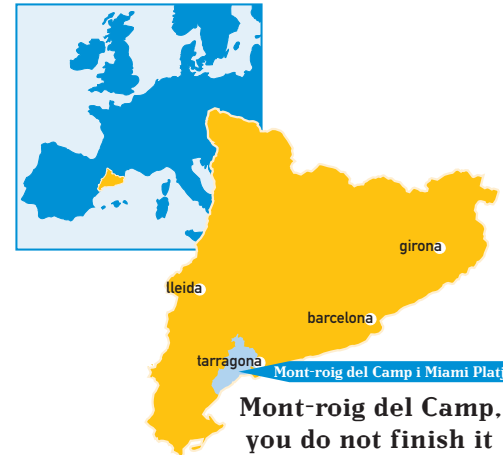 girona
lleida
barcelona
tarragona
Mont-roig del Camp i Miami Platj
Mont-roig del Camp,
you do not finish it